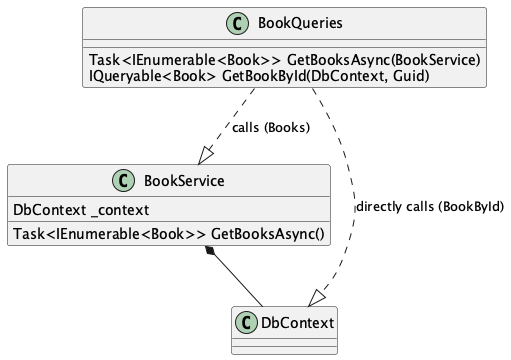 C BookQueries
Task<IEnumerable<Book>> GetBooksAsync(BookService)
IQueryable<Book> GetBookById(DbContext, Guid)
calls (Books)
C BookService
DbContext _context
Task<IEnumerable<Book>> GetBooksAsync()
directly calls (BookById)
C DbContext